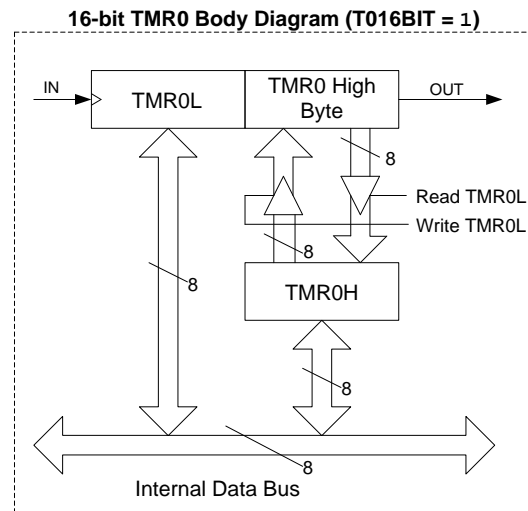 16-bit TMR0 Body Diagram (T016BIT = 1)
IN
TMR0L
TMR0 High
Byte
OUT
8
Read TMR0L
Write TMR0L
8
8
TMR0H
8
8
Internal Data Bus